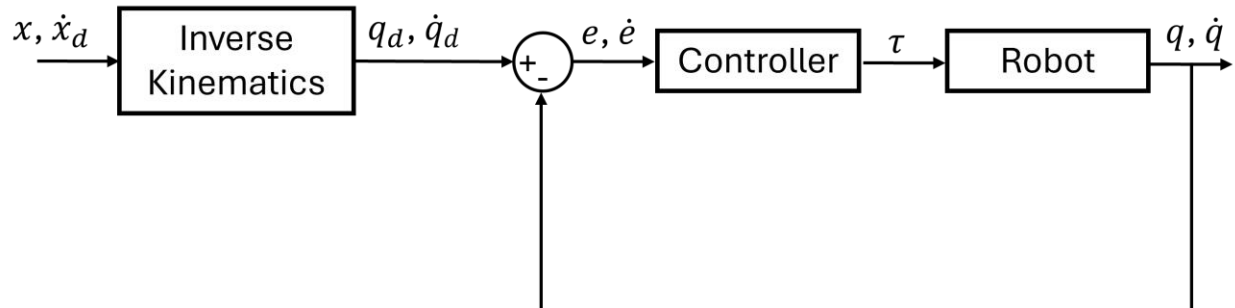 x, ẋ_d
Inverse
Kinematics
q_d, q̇_d
+
-
e, ė
Controller
τ
Robot
q, q̇